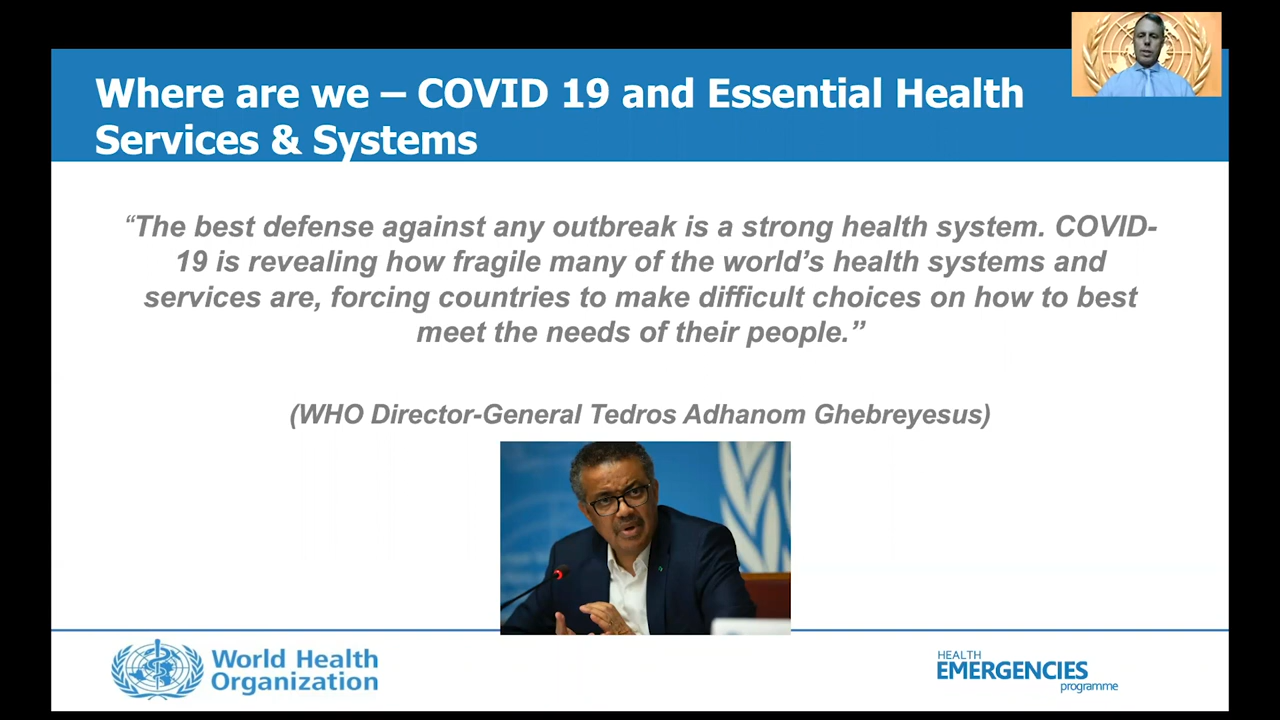 Where are we – COVID 19 and Essential Health
Services & Systems
“The best defense against any outbreak is a strong health system. COVID-
19 is revealing how fragile many of the world’s health systems and
services are, forcing countries to make difficult choices on how to best
meet the needs of their people.”
(WHO Director-General Tedros Adhanom Ghebreyesus)
World Health
Organization
HEALTH
EMERGENCIES
programme